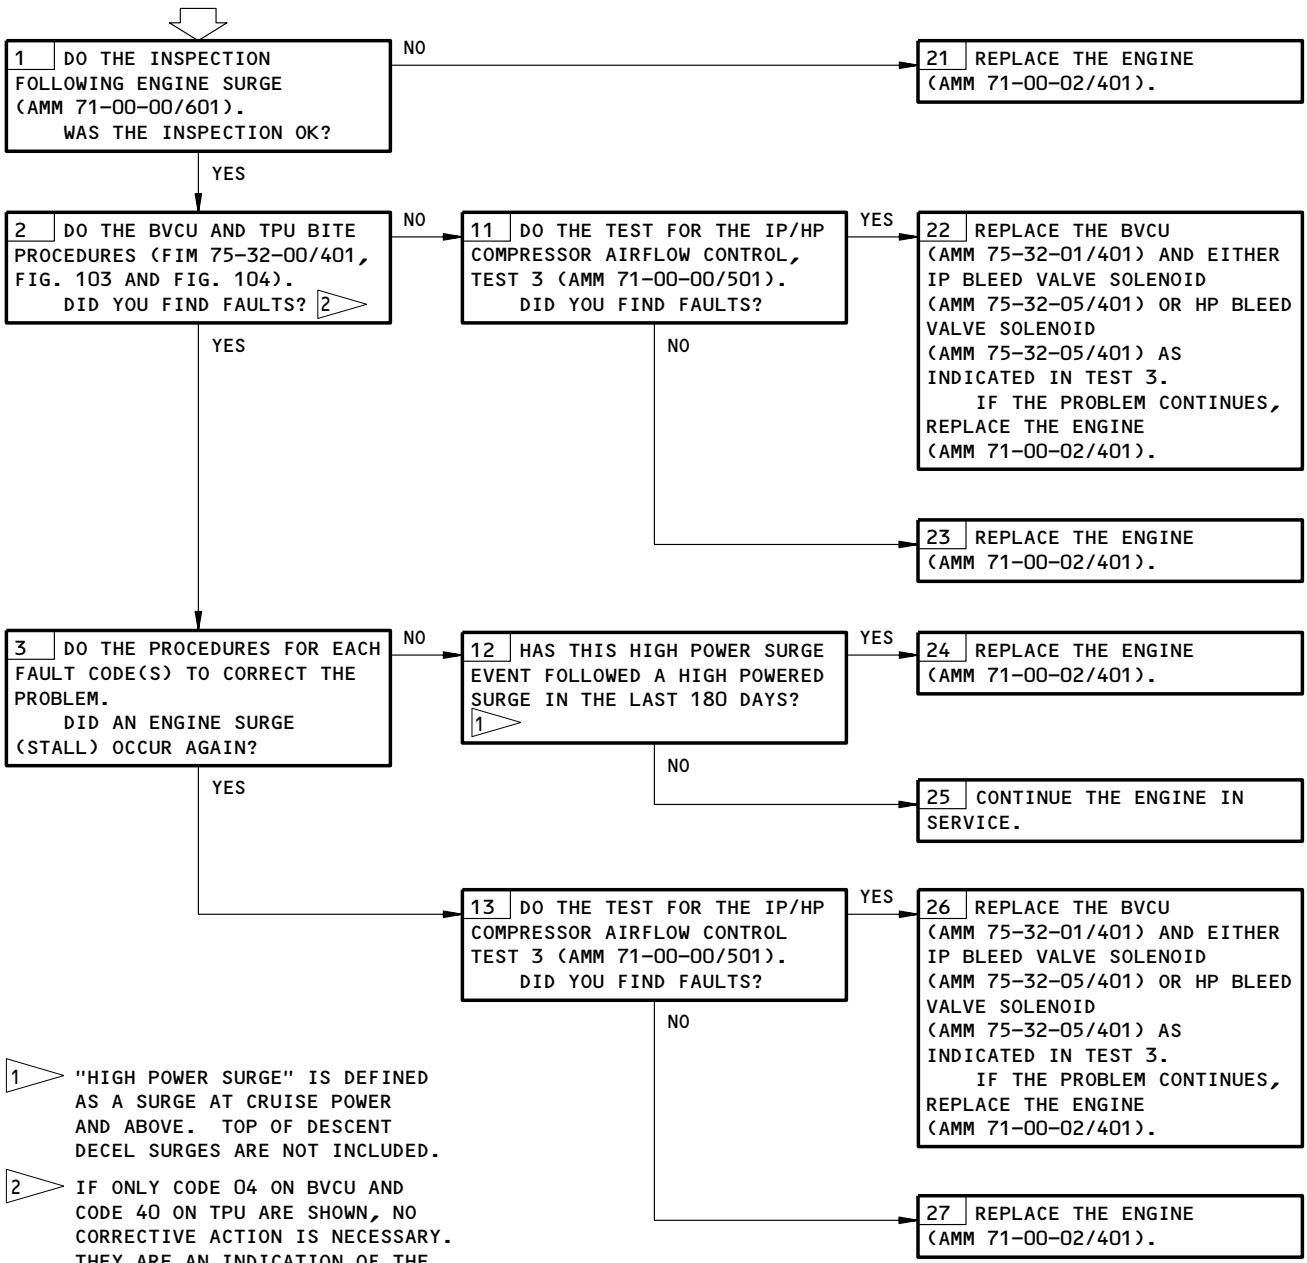 1 DO THE INSPECTION
FOLLOWING ENGINE SURGE
(AMM 71-00-00/601).
WAS THE INSPECTION OK?
NO
21 REPLACE THE ENGINE
(AMM 71-00-02/401).
YES
2 DO THE BVCU AND TPU BITE
PROCEDURES (FIM 75-32-00/401,
FIG. 103 AND FIG. 104).
DID YOU FIND FAULTS? 2
NO
11 DO THE TEST FOR THE IP/HP
COMPRESSOR AIRFLOW CONTROL,
TEST 3 (AMM 71-00-00/501).
DID YOU FIND FAULTS?
YES
22 REPLACE THE BVCU
(AMM 75-32-01/401) AND EITHER
IP BLEED VALVE SOLENOID
(AMM 75-32-05/401) OR HP BLEED
VALVE SOLENOID
(AMM 75-32-05/401) AS
INDICATED IN TEST 3.
IF THE PROBLEM CONTINUES,
REPLACE THE ENGINE
(AMM 71-00-02/401).
YES
NO
23 REPLACE THE ENGINE
(AMM 71-00-02/401).
3 DO THE PROCEDURES FOR EACH
FAULT CODE(S) TO CORRECT THE
PROBLEM.
DID AN ENGINE SURGE
(STALL) OCCUR AGAIN?
NO
12 HAS THIS HIGH POWER SURGE
EVENT FOLLOWED A HIGH POWERED
SURGE IN THE LAST 180 DAYS?
1
YES
24 REPLACE THE ENGINE
(AMM 71-00-02/401).
NO
25 CONTINUE THE ENGINE IN
SERVICE.
YES
13 DO THE TEST FOR THE IP/HP
COMPRESSOR AIRFLOW CONTROL
TEST 3 (AMM 71-00-00/501).
DID YOU FIND FAULTS?
YES
26 REPLACE THE BVCU
(AMM 75-32-01/401) AND EITHER
IP BLEED VALVE SOLENOID
(AMM 75-32-05/401) OR HP BLEED
VALVE SOLENOID
(AMM 75-32-05/401) AS
INDICATED IN TEST 3.
IF THE PROBLEM CONTINUES,
REPLACE THE ENGINE
(AMM 71-00-02/401).
NO
27 REPLACE THE ENGINE
(AMM 71-00-02/401).
1 "HIGH POWER SURGE" IS DEFINED
AS A SURGE AT CRUISE POWER
AND ABOVE. TOP OF DESCENT
DECEL SURGES ARE NOT INCLUDED.
2 IF ONLY CODE 04 ON BVCU AND
CODE 40 ON TPU ARE SHOWN, NO
CORRECTIVE ACTION IS NECESSARY.
THEY ARE AN INDICATION OF THE